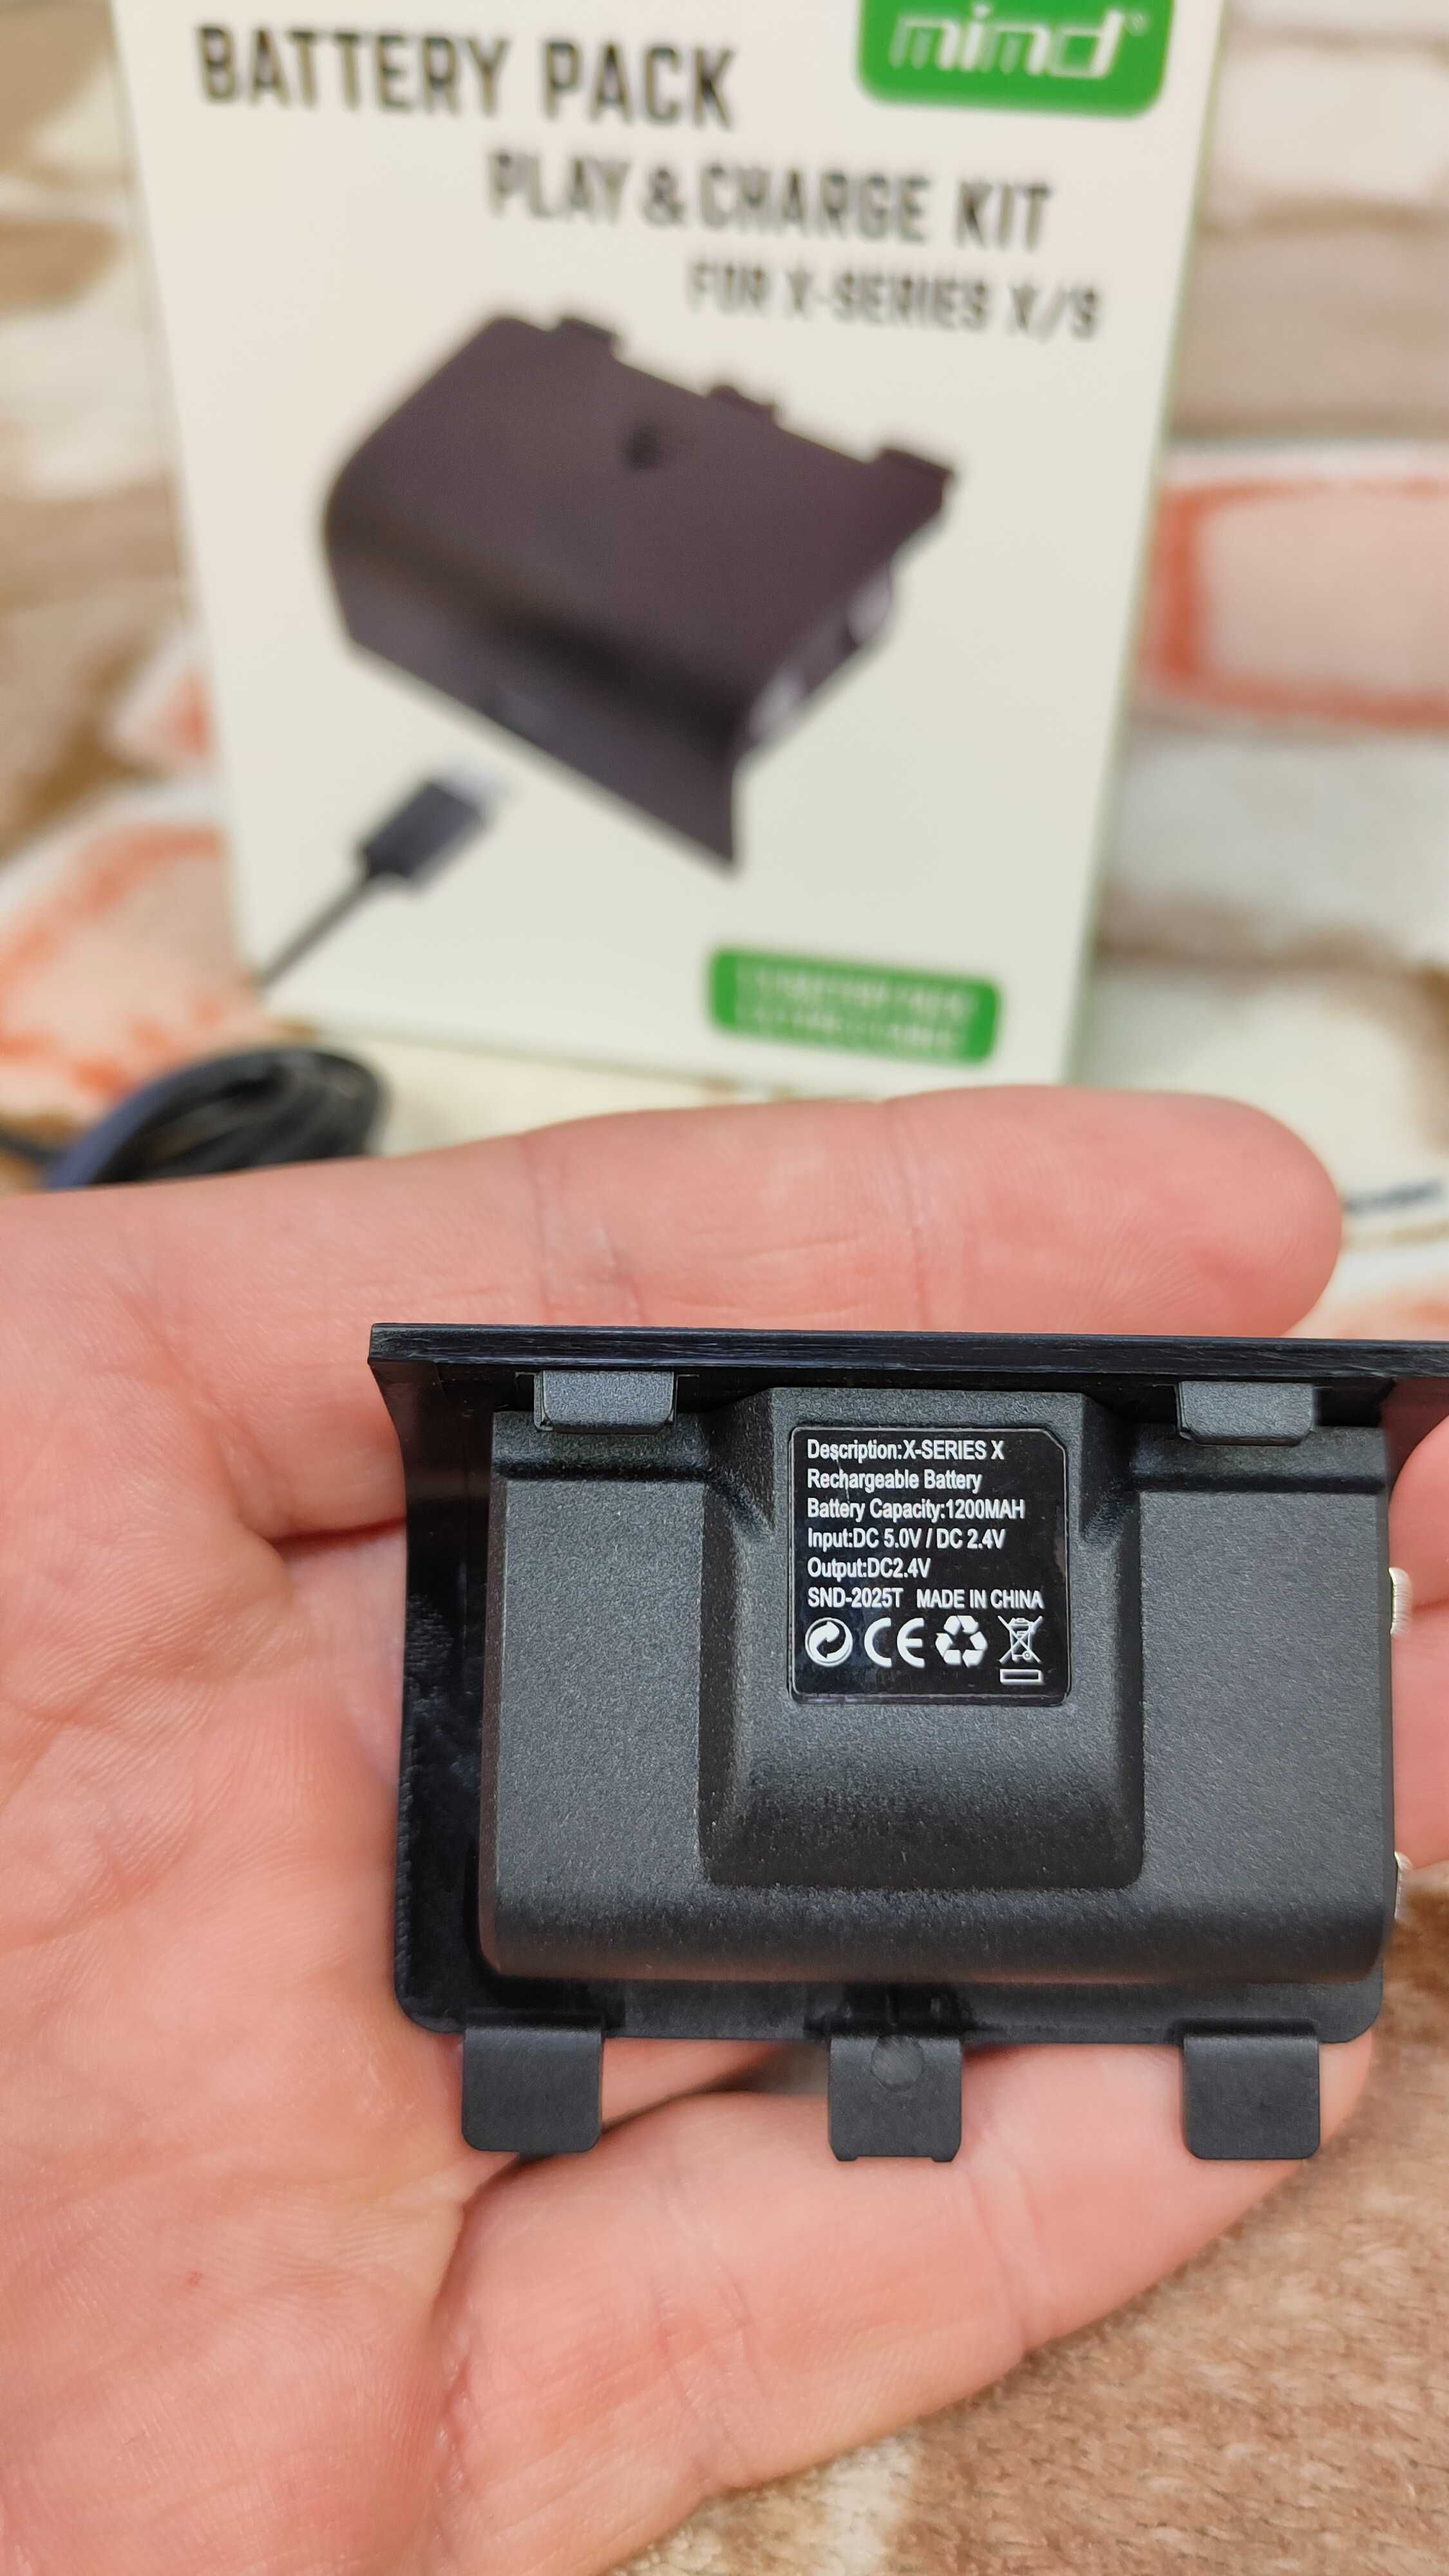 mimd
BATTERY PACK
PLAY & CHARGE KIT
FOR X-SERIES X/S
Description:X-SERIES X
Rechargeable Battery
Battery Capacity:1200MAH
Input:DC 5.0V / DC 2.4V
Output:DC2.4V
SND-2025T MADE IN CHINA
CE